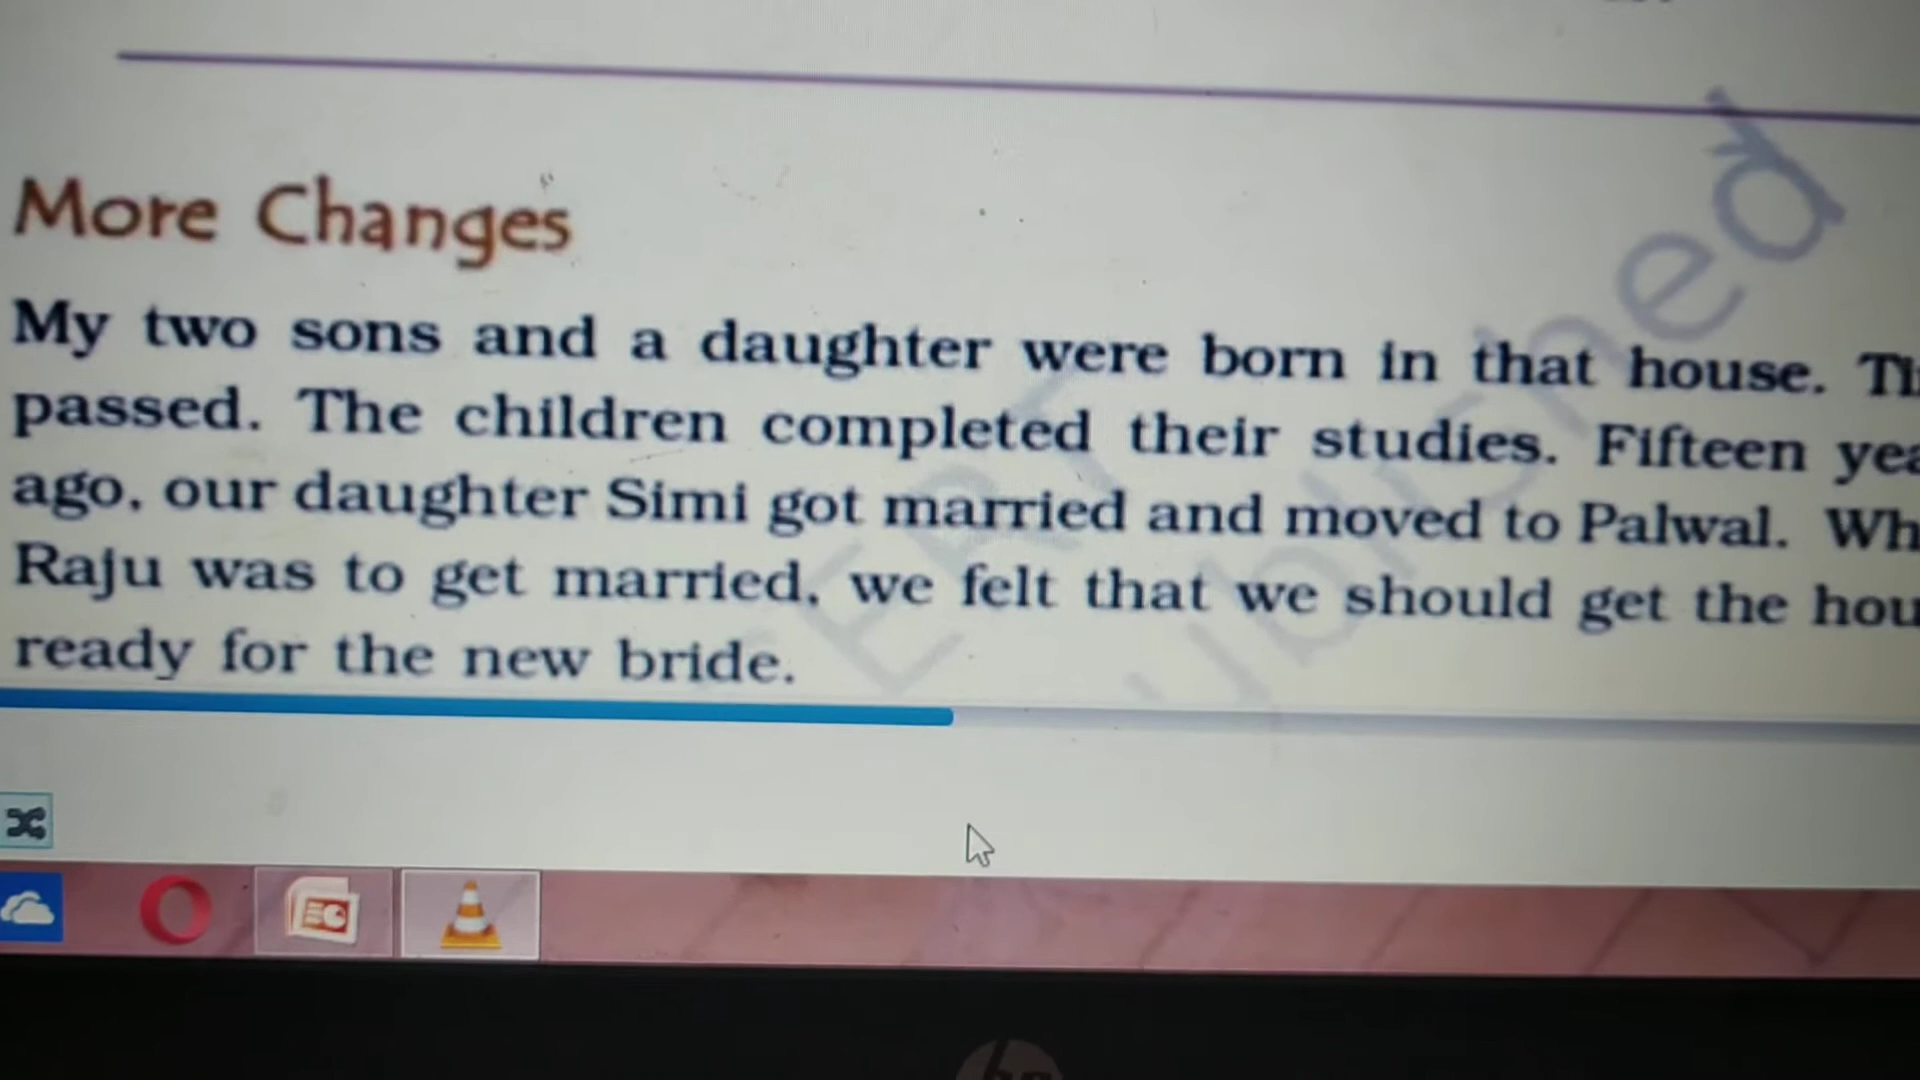 More Changes
My two sons and a daughter were born in that house.
passed. The children completed their studies. Fifteen
ago, our daughter Simi got married and moved to Palwal.
Raju was to get married, we felt that we should get the
ready for the new bride.